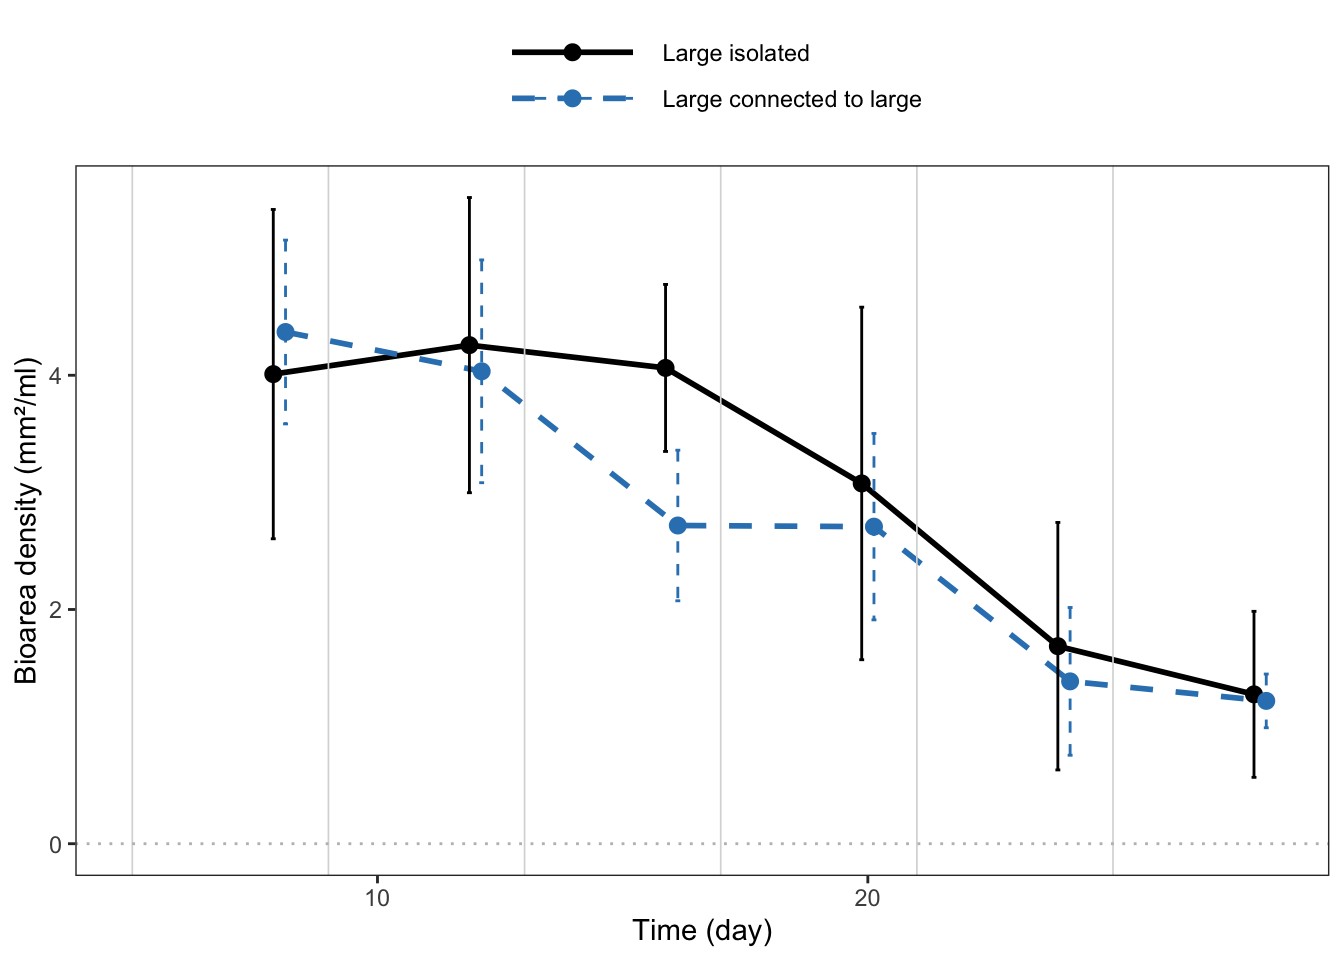 Large isolated
Large connected to large
Bioarea density (mm²/ml)
4
2
0
10
20
Time (day)